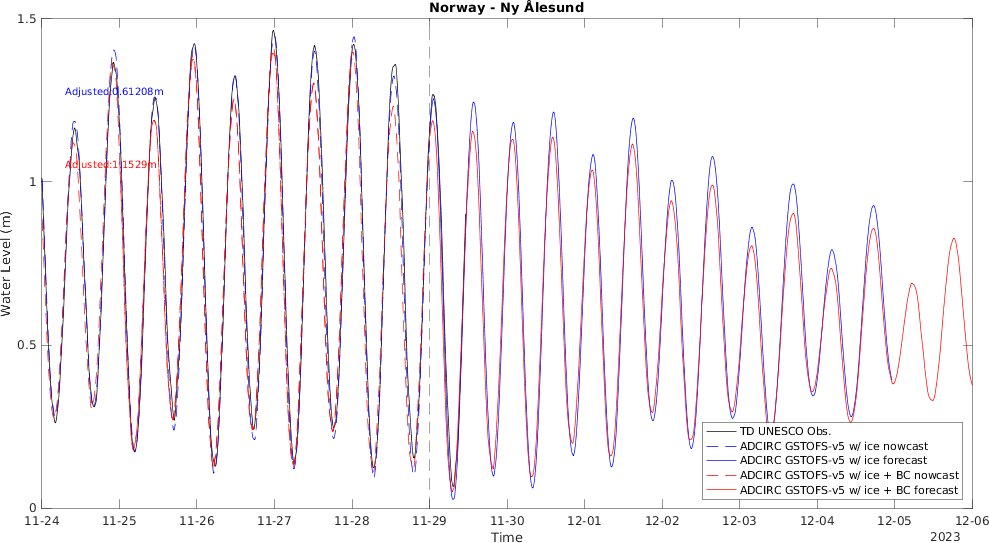 Norway - Ny Ålesund
1.5
1
0.5
0
Water Level (m)
Adjusted:0.61208m
Adjusted:1.1529m
TD UNESCO Obs.
ADCIRC GSTOFS-v5 w/ ice nowcast
ADCIRC GSTOFS-v5 w/ ice forecast
ADCIRC GSTOFS-v5 w/ ice + BC nowcast
ADCIRC GSTOFS-v5 w/ ice + BC forecast
11-24 11-25 11-26 11-27 11-28 11-29 11-30 12-01 12-02 12-03 12-04 12-05 12-06
Time
2023